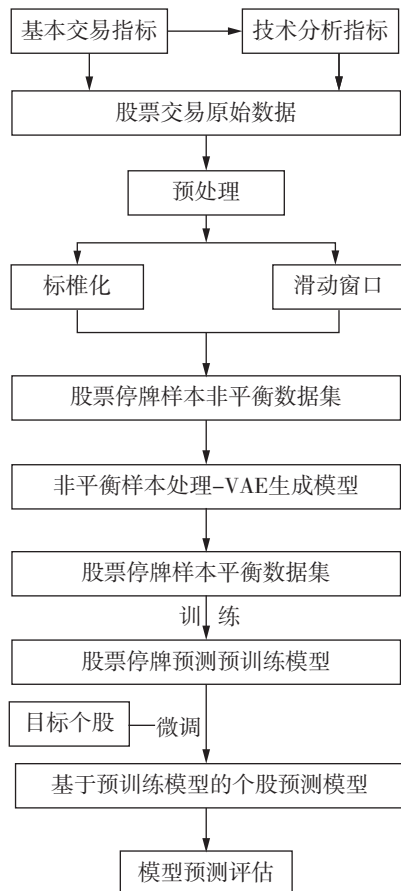 基本交易指标
技术分析指标
股票交易原始数据
预处理
标椎化
滑动窗口
股票停牌样本非平衡数据集
非平衡样本处理-VAE生成模型
股票停牌样本平衡数据集
训 练
股票停牌预测预训练模型
目标个股
微调
基于预训练模型的个股预测模型
模型预测评估